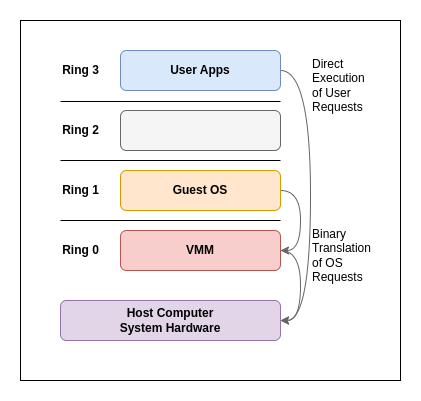 Ring 3
User Apps
Direct
Execution
of User
Requests
Ring 2
Ring 1
Guest OS
Ring 0
VMM
Binary
Translation
of OS
Requests
Host Computer
System Hardware